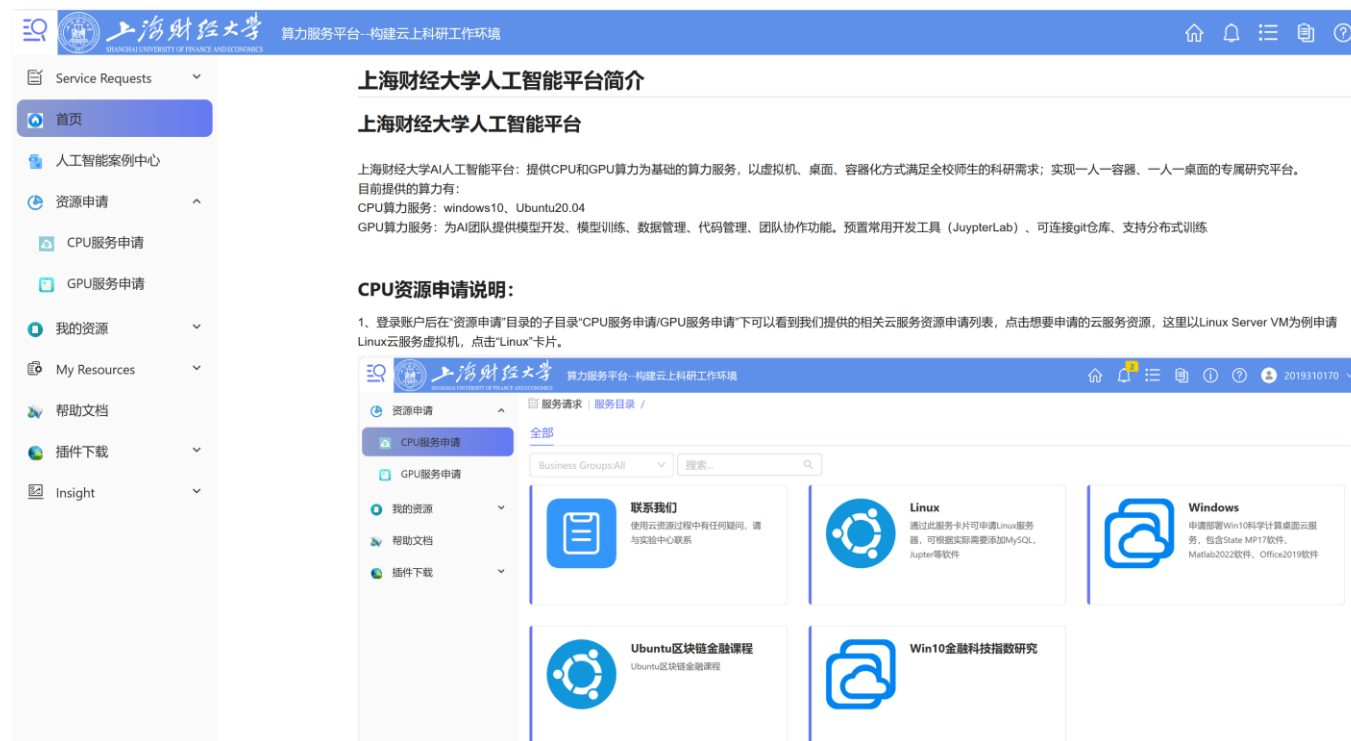 上海财经大学
SHANGHAI UNIVERSITY OF FINANCE AND ECONOMICS
算力服务平台--构建云上科研工作环境
Service Requests
首页
人工智能案例中心
资源申请
CPU服务申请
GPU服务申请
我的资源
My Resources
帮助文档
插件下载
Insight
上海财经大学人工智能平台简介
上海财经大学人工智能平台
上海财经大学AI人工智能平台：提供CPU和GPU算力为基础的算力服务，以虚拟机、桌面、容器化方式满足全校师生的科研需求；实现一人一容器、一人一桌面的专属研究平台。
目前提供的算力有：
CPU算力服务：windows10、Ubuntu20.04
GPU算力服务：为AI团队提供模型开发、模型训练、数据管理、代码管理、团队协作功能。预置常用开发工具（JuypterLab）、可连接git仓库、支持分布式训练
CPU资源申请说明：
1、登录账户后在“资源申请”目录的子目录“CPU服务申请/GPU服务申请”下可以看到我们提供的相关云服务资源申请列表，点击想要申请的云服务资源，这里以Linux Server VM为例申请
Linux云服务虚拟机，点击“Linux”卡片。
上海财经大学
SHANGHAI UNIVERSITY OF FINANCE AND ECONOMICS
算力服务平台--构建云上科研工作环境
2
2019310170
资源申请
CPU服务申请
GPU服务申请
我的资源
帮助文档
插件下载
服务请求 | 服务目录 /
全部
Business Groups:All
搜索...
联系我们
使用云资源过程中有任何疑问，请
与实验中心联系
Linux
通过此服务卡片可申请Linux服务
器，可根据实际需要添加MySQL,
Jupter等软件
Windows
申请部署Win10科学计算桌面云服
务，包含State MP17软件、
Matlab2022软件、Office2019软件
Ubuntu区块链金融课程
Ubuntu区块链金融课程
Win10金融科技指数研究